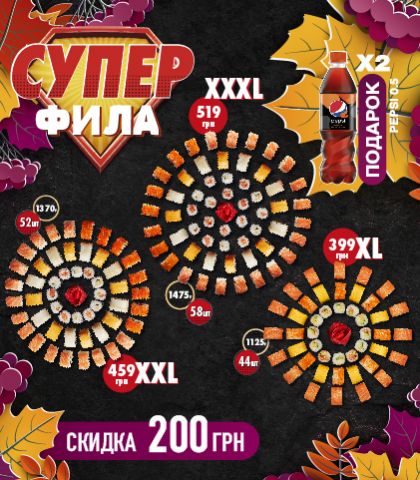 СУПЕР
ФИЛА
X2
ПОДАРОК
PEPSI 0.5
XXXL
519
грн
1370г
52шт
399
грн
XL
1475г
58шт
1125г
44шт
459
грн
XXL
СКИДКА 200 ГРН